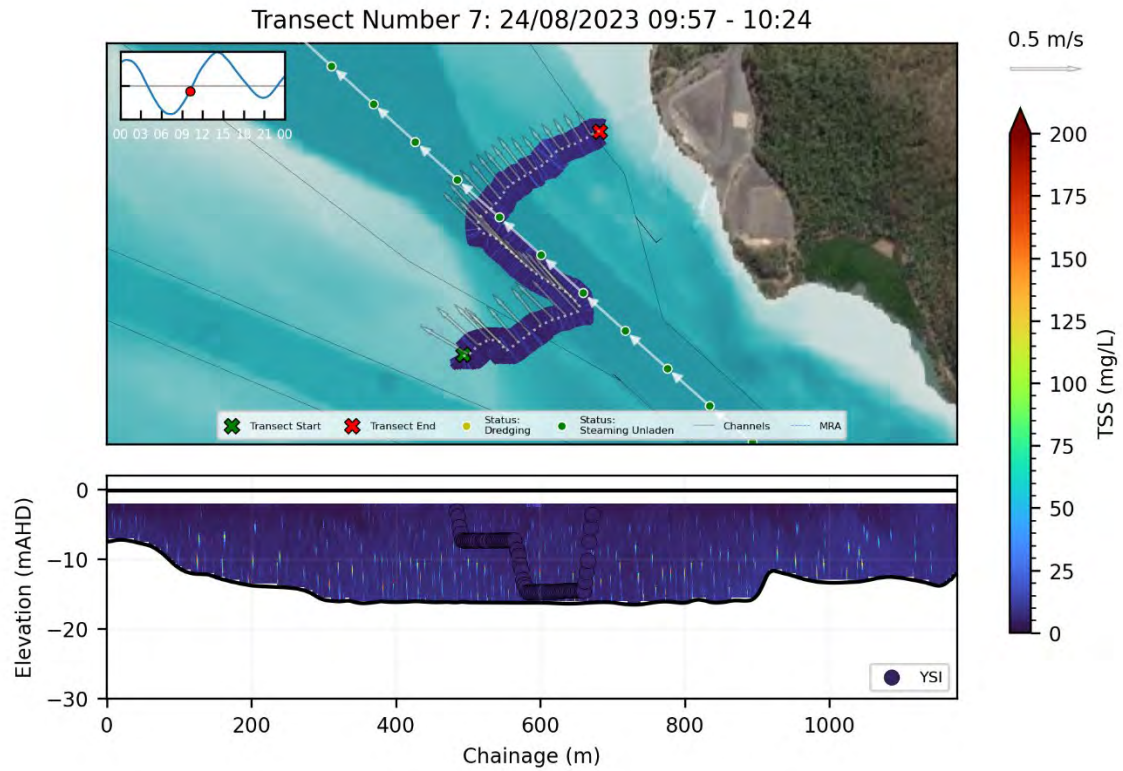 Transect Number 7: 24/08/2023 09:57 - 10:24
0.5 m/s
00 03 06 09 12 15 18 21 00
Transect Start
Transect End
Status:
Dredging
Status:
Steaming Unladen
Channels
MRA
200
175
150
125
100
75
50
25
0
TSS (mg/L)
0
−10
−20
−30
Elevation (mAHD)
YSI
0 200 400 600 800 1000
Chainage (m)